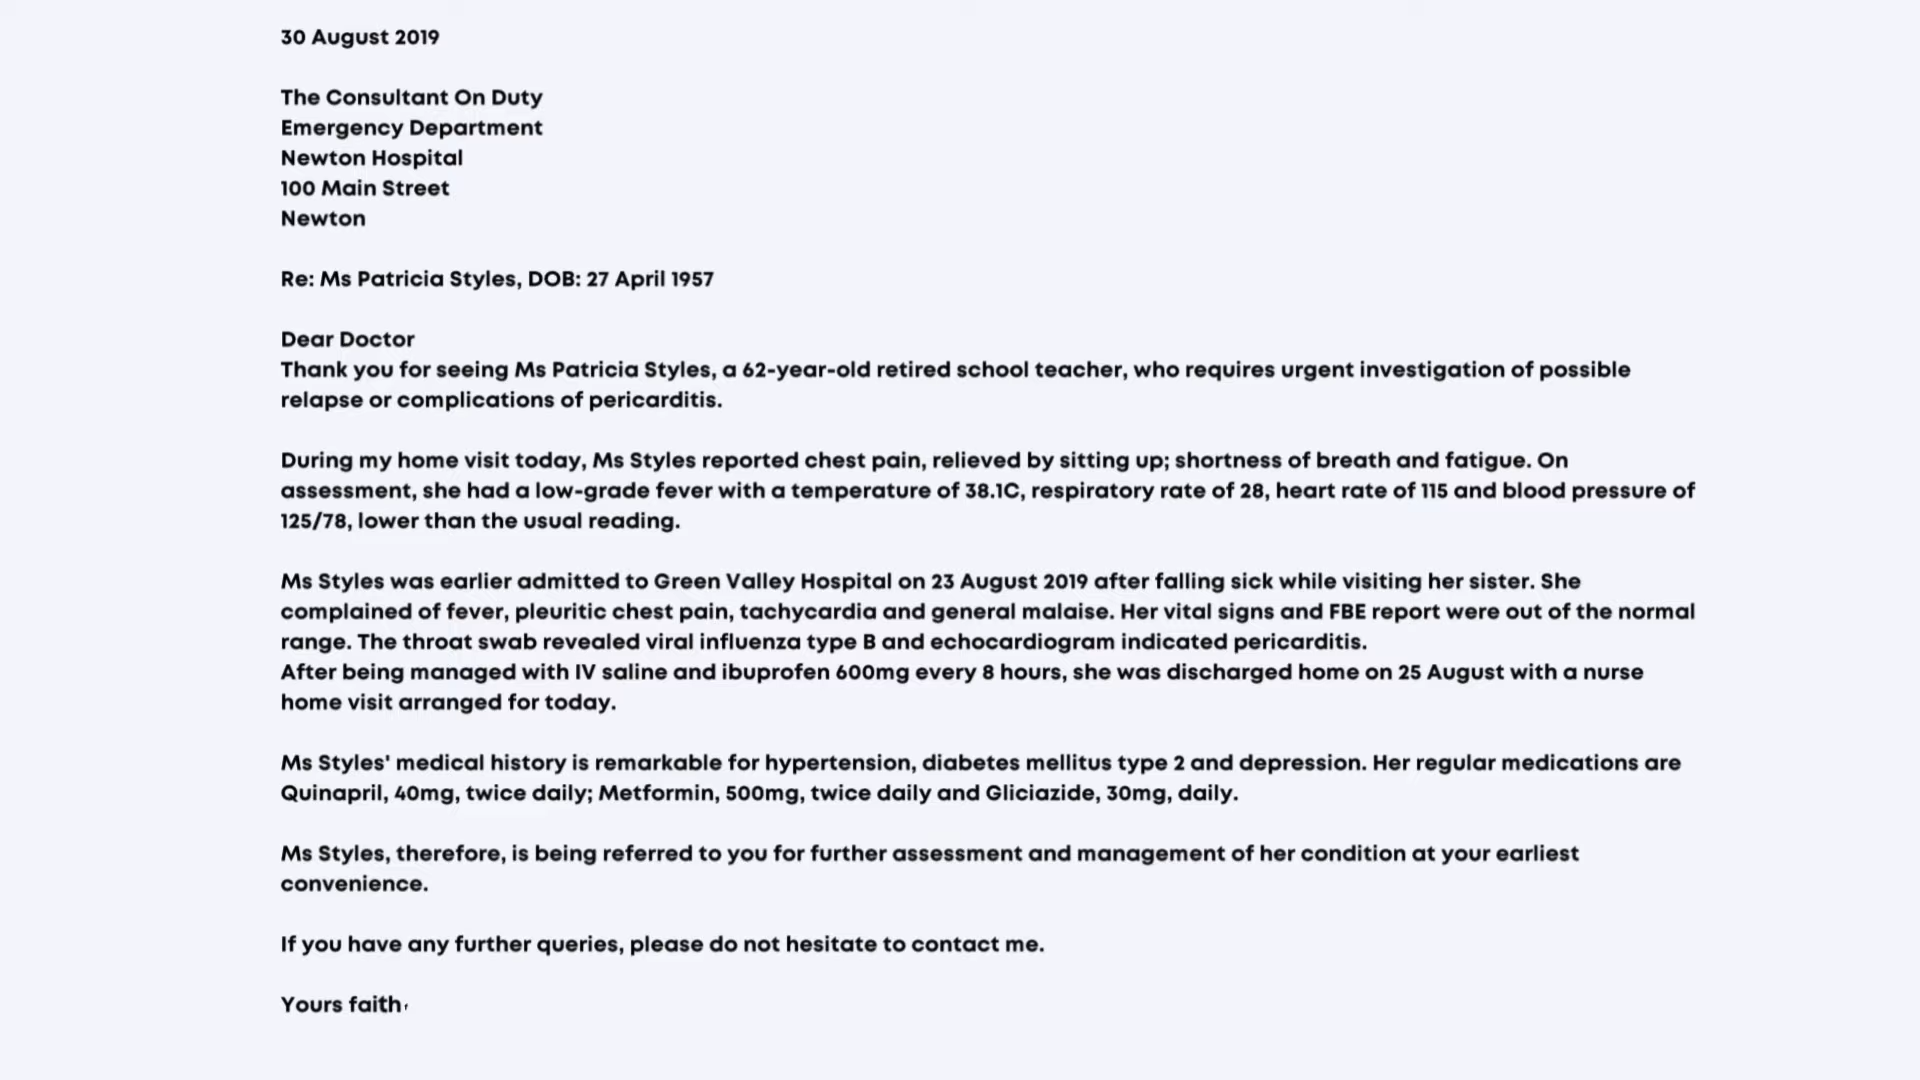 30 August 2019
The Consultant On Duty
Emergency Department
Newton Hospital
100 Main Street
Newton
Re: Ms Patricia Styles, DOB: 27 April 1957
Dear Doctor
Thank you for seeing Ms Patricia Styles, a 62-year-old retired school teacher, who requires urgent investigation of possible
relapse or complications of pericarditis.
During my home visit today, Ms Styles reported chest pain, relieved by sitting up; shortness of breath and fatigue. On
assessment, she had a low-grade fever with a temperature of 38.1C, respiratory rate of 28, heart rate of 115 and blood pressure of
125/78, lower than the usual reading.
Ms Styles was earlier admitted to Green Valley Hospital on 23 August 2019 after falling sick while visiting her sister. She
complained of fever, pleuritic chest pain, tachycardia and general malaise. Her vital signs and FBE report were out of the normal
range. The throat swab revealed viral influenza type B and echocardiogram indicated pericarditis.
After being managed with IV saline and ibuprofen 600mg every 8 hours, she was discharged home on 25 August with a nurse
home visit arranged for today.
Ms Styles' medical history is remarkable for hypertension, diabetes mellitus type 2 and depression. Her regular medications are
Quinapril, 40mg, twice daily; Metformin, 500mg, twice daily and Gliciazide, 30mg, daily.
Ms Styles, therefore, is being referred to you for further assessment and management of her condition at your earliest
convenience.
If you have any further queries, please do not hesitate to contact me.
Yours faith